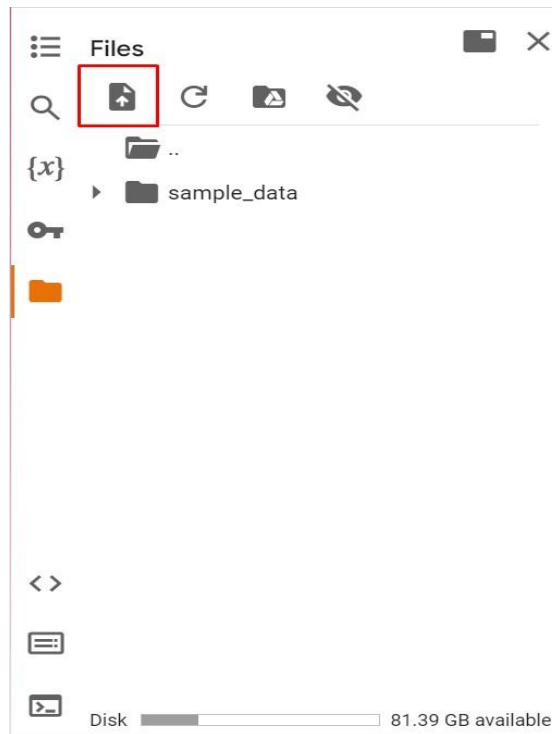 Files
..
{x}
sample_data
< >
Disk 81.39 GB available